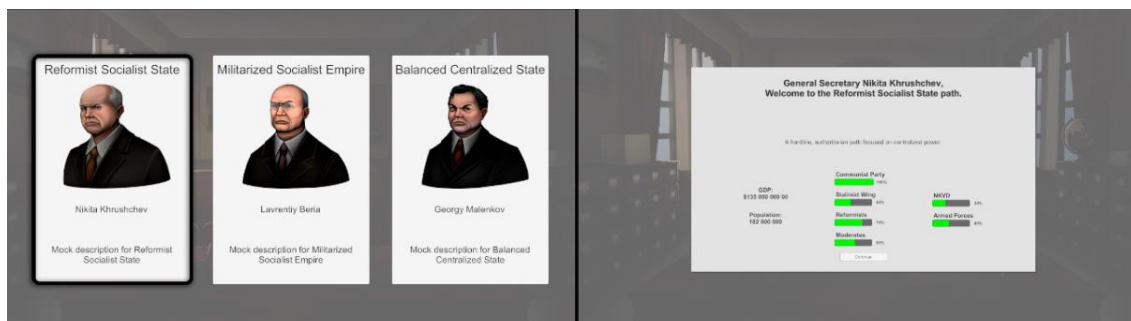 Reformist Socialist State
Nikita Khrushchev
Mock description for Reformist
Socialist State
Militarized Socialist Empire
Lavrentiy Beria
Mock description for Militarized
Socialist Empire
Balanced Centralized State
Georgy Malenkov
Mock description for Balanced
Centralized State
General Secretary Nikita Khrushchev,
Welcome to the Reformist Socialist State path.
A hardline, authoritarian path focused on centralized power.
GDP:
Population:
Communist Party
100%
Stalinist Wing
Reformists
Moderates
NKVD
Armed Forces
Continue